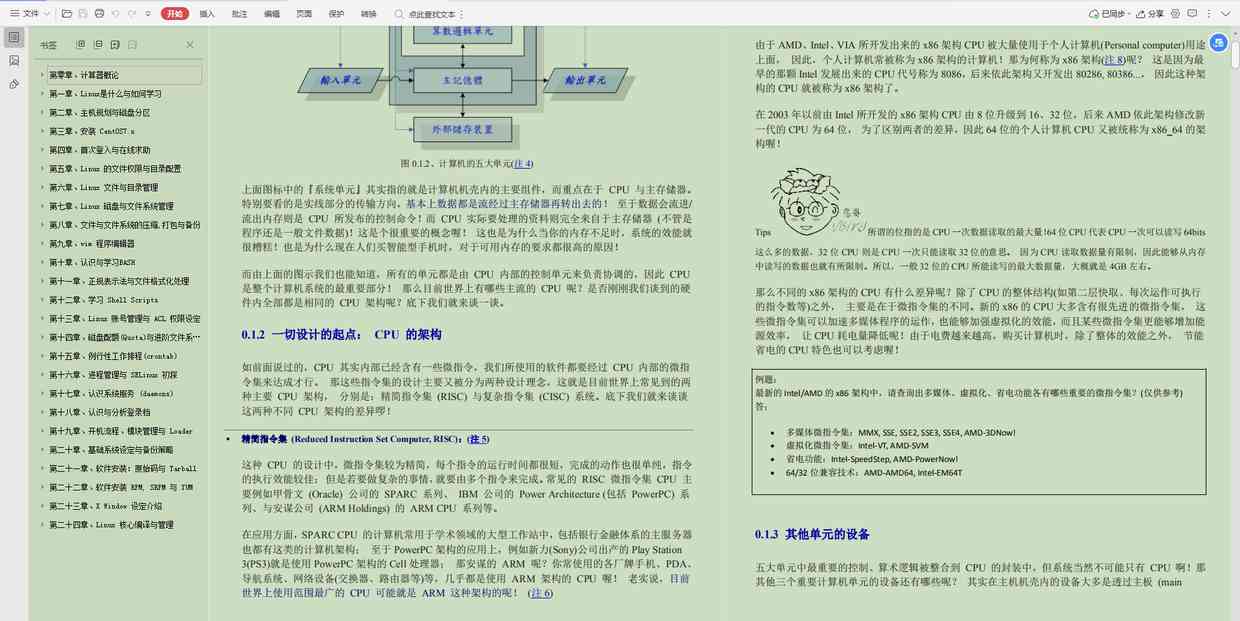 文件
开始
插入
批注
编辑
页面
保护
转换
点此查找文本
已同步
分享
书签
第零章、计算器概论
第一章、Linux是什么与如何学习
第二章、主机规划与磁盘分区
第三章、安装 CentOS7.x
第四章、首次登入与在线求助
第五章、Linux 的文件权限与目录配置
第六章、Linux 文件与目录管理
第七章、Linux 磁盘与文件系统管理
第八章、文件与文件系统的压缩，打包与备份
第九章、vim 程序编辑器
第十章、认识与学习BASH
第十一章、正规表示法与文件格式化处理
第十二章、学习 Shell Scripts
第十三章、Linux 账号管理与 ACL 权限设定
第十四章、磁盘配额(Quota)与进阶文件系…
第十五章、例行性工作排程(crontab)
第十六章、进程管理与 SELinux 初探
第十七章、认识系统服务 (daemons)
第十八章、认识与分析登录档
第十九章、开机流程、模块管理与 Loader
第二十章、基础系统设定与备份策略
第二十一章、软件安装：原始码与 Tarball
第二十二章、软件安装 RPM, SRPM 与 YUM
第二十三章、X Window 设定介绍
第二十四章、Linux 核心编译与管理
算數邏輯單元
輸入單元
主記憶體
輸出單元
外部儲存裝置
图 0.1.2、计算机的五大单元(注 4)
上面图标中的『系统单元』其实指的就是计算机机壳内的主要组件，而重点在于 CPU 与主存储器。
特别要看的是实线部分的传输方向，基本上数据都是流经过主存储器再转出去的！ 至于数据会流进/
流出内存则是 CPU 所发布的控制命令！而 CPU 实际要处理的资料则完全来自于主存储器 (不管是
程序还是一般文件数据)！这是个很重要的概念喔！ 这也是为什么当你的内存不足时，系统的效能就
很糟糕！也是为什么现在人们买智能型手机时，对于可用内存的要求都很高的原因！
而由上面的图示我们也能知道，所有的单元都是由 CPU 内部的控制单元来负责协调的，因此 CPU
是整个计算机系统的最重要部分！ 那么目前世界上有哪些主流的 CPU 呢？是否刚刚我们谈到的硬
件内全部都是相同的 CPU 架构呢？底下我们就来谈一谈。
0.1.2 一切设计的起点： CPU 的架构
如前面说过的，CPU 其实内部已经含有一些微指令，我们所使用的软件都要经过 CPU 内部的微指
令集来达成才行。 那这些指令集的设计主要又被分为两种设计理念，这就是目前世界上常见到的两
种主要 CPU 架构， 分别是：精简指令集 (RISC) 与复杂指令集 (CISC) 系统。底下我们就来谈谈
这两种不同 CPU 架构的差异啰！
• 精简指令集 (Reduced Instruction Set Computer, RISC)：(注 5)
这种 CPU 的设计中，微指令集较为精简，每个指令的运行时间都很短，完成的动作也很单纯，指令
的执行效能较佳； 但是若要做复杂的事情，就要由多个指令来完成。常见的 RISC 微指令集 CPU 主
要例如甲骨文 (Oracle) 公司的 SPARC 系列、 IBM 公司的 Power Architecture (包括 PowerPC) 系
列、与安谋公司 (ARM Holdings) 的 ARM CPU 系列等。
在应用方面，SPARC CPU 的计算机常用于学术领域的大型工作站中，包括银行金融体系的主服务器
也都有这类的计算机架构； 至于 PowerPC 架构的应用上，例如新力(Sony)公司出产的 Play Station
3(PS3)就是使用 PowerPC 架构的 Cell 处理器； 那安谋的 ARM 呢？你常使用的各厂牌手机、PDA、
导航系统、网络设备(交换器、路由器等)等，几乎都是使用 ARM 架构的 CPU 喔！ 老实说，目前
世界上使用范围最广的 CPU 可能就是 ARM 这种架构的呢！ (注 6)
由于 AMD、Intel、VIA 所开发出来的 x86 架构 CPU 被大量使用于个人计算机(Personal computer)用途
上面， 因此，个人计算机常被称为 x86 架构的计算机！那为何称为 x86 架构(注 8)呢？ 这是因为最
早的那颗 Intel 发展出来的 CPU 代号称为 8086，后来依此架构又开发出 80286, 80386...， 因此这种架
构的 CPU 就被称为 x86 架构了。
在 2003 年以前由 Intel 所开发的 x86 架构 CPU 由 8 位升级到 16、32 位，后来 AMD 依此架构修改新
一代的 CPU 为 64 位， 为了区别两者的差异，因此 64 位的个人计算机 CPU 又被统称为 x86_64 的架
构喔！
Tips
所谓的位指的是 CPU 一次数据读取的最大量！64 位 CPU 代表 CPU 一次可以读写 64bits
这么多的数据，32 位 CPU 则是 CPU 一次只能读取 32 位的意思。 因为 CPU 读取数据量有限制，因此能够从内存
中读写的数据也就有所限制。所以，一般 32 位的 CPU 所能读写的最大数据量，大概就是 4GB 左右。
那么不同的 x86 架构的 CPU 有什么差异呢？除了 CPU 的整体结构(如第二层快取、每次运作可执行
的指令数等)之外， 主要是在于微指令集的不同。新的 x86 的 CPU 大多含有很先进的微指令集， 这
些微指令集可以加速多媒体程序的运作，也能够加强虚拟化的效能，而且某些微指令集更能够增加能
源效率， 让 CPU 耗电量降低呢！由于电费越来越高，购买计算机时，除了整体的效能之外， 节能
省电的 CPU 特色也可以考虑喔！
例题：
最新的 Intel/AMD 的 x86 架构中，请查询出多媒体、虚拟化、省电功能各有哪些重要的微指令集？(仅供参考)
答：
• 多媒体微指令集：MMX, SSE, SSE2, SSE3, SSE4, AMD-3DNow!
• 虚拟化微指令集：Intel-VT, AMD-SVM
• 省电功能：Intel-SpeedStep, AMD-PowerNow!
• 64/32 位兼容技术：AMD-AMD64, Intel-EM64T
0.1.3 其他单元的设备
五大单元中最重要的控制、算术逻辑被整合到 CPU 的封装中，但系统当然不可能只有 CPU 啊！那
其他三个重要计算机单元的设备还有哪些呢？ 其实在主机机壳内的设备大多是透过主板 (main